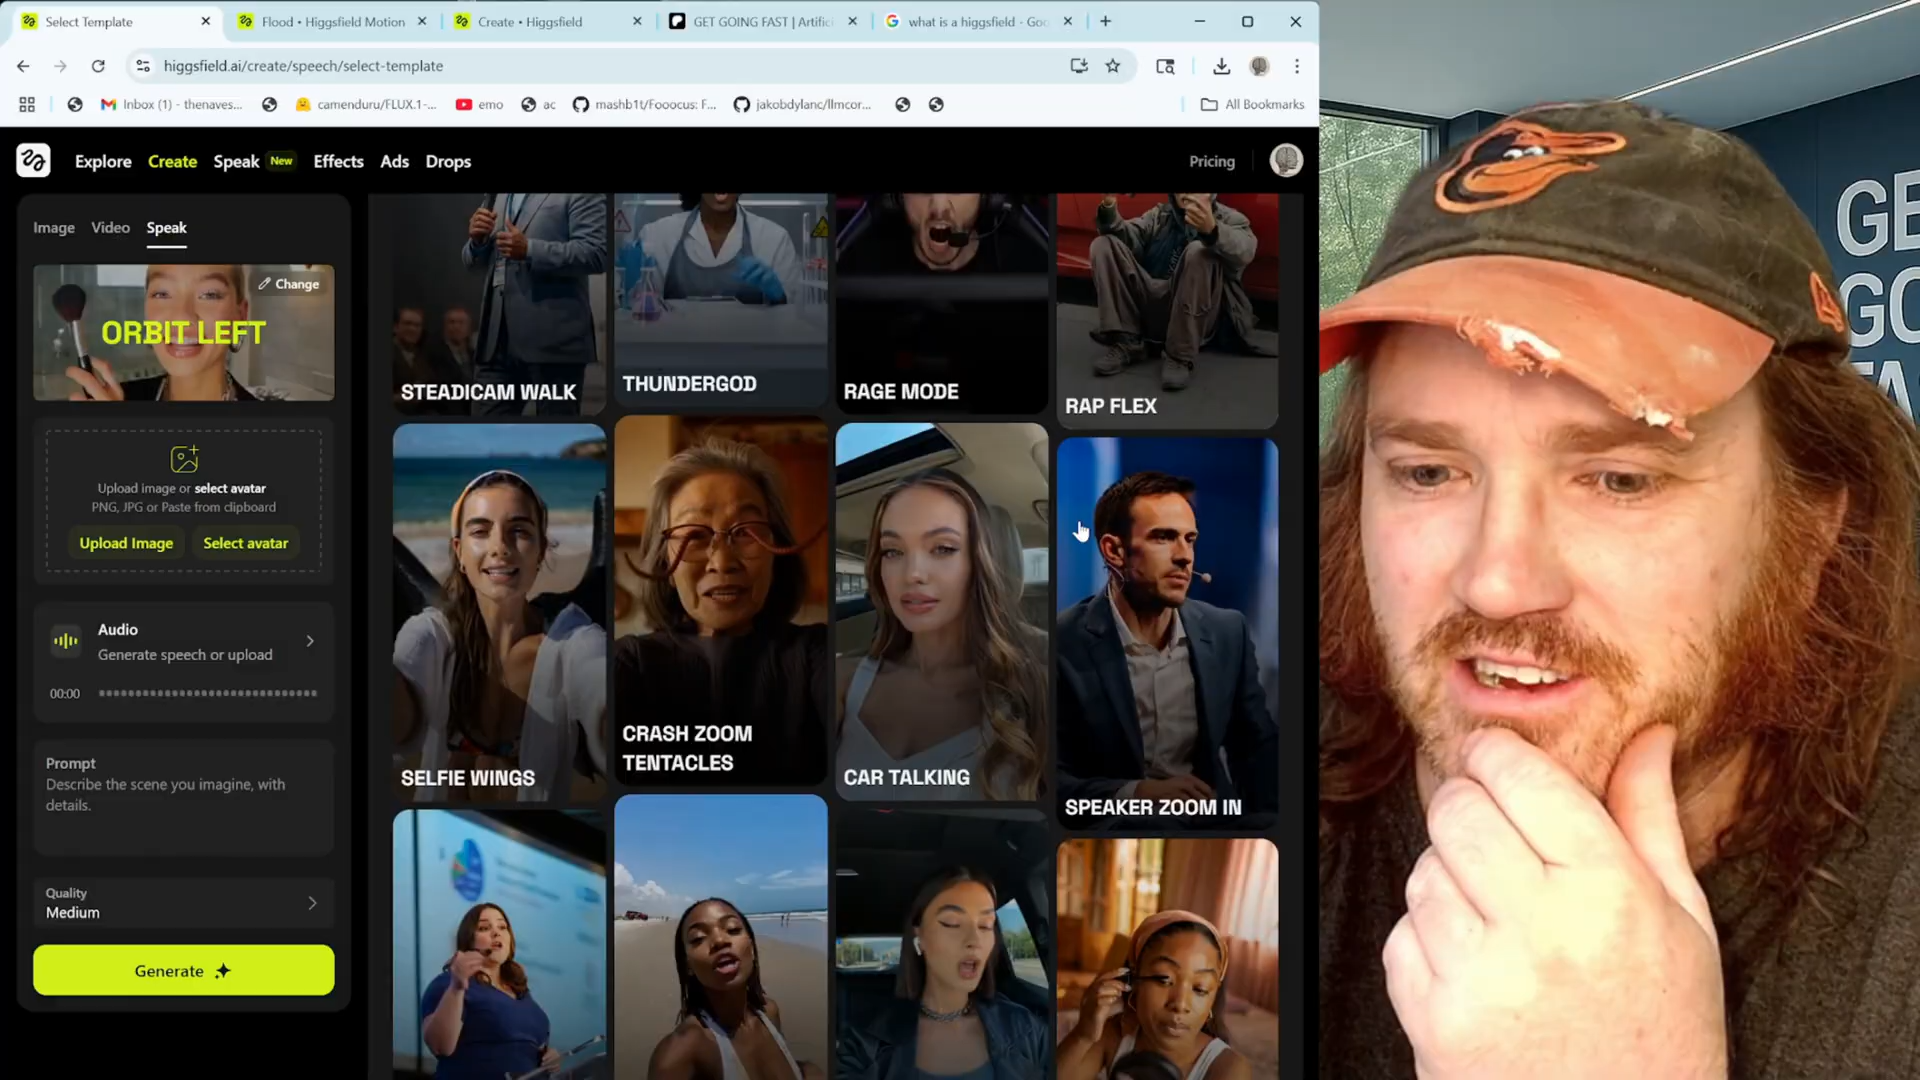 Select Template
Flood • Higgsfield Motion
Create • Higgsfield
GET GOING FAST | Artific
what is a higgsfield - Goo
higgsfield.ai/create/speech/select-template
Inbox (1) - thenaves...
camenduru/FLUX.1-...
emo
ac
mashb1t/Fooocus: F...
jakobdylanc/llmcor...
All Bookmarks
Explore
Create
Speak
New
Effects
Ads
Drops
Pricing
Image
Video
Speak
Change
ORBIT LEFT
Upload image or select avatar
PNG, JPG or Paste from clipboard
Upload Image
Select avatar
Audio
Generate speech or upload
00:00
Prompt
Describe the scene you imagine, with
details.
Quality
Medium
Generate
STEADICAM WALK
THUNDERGOD
RAGE MODE
RAP FLEX
SELFIE WINGS
CRASH ZOOM
TENTACLES
CAR TALKING
SPEAKER ZOOM IN
GE
GO
FA